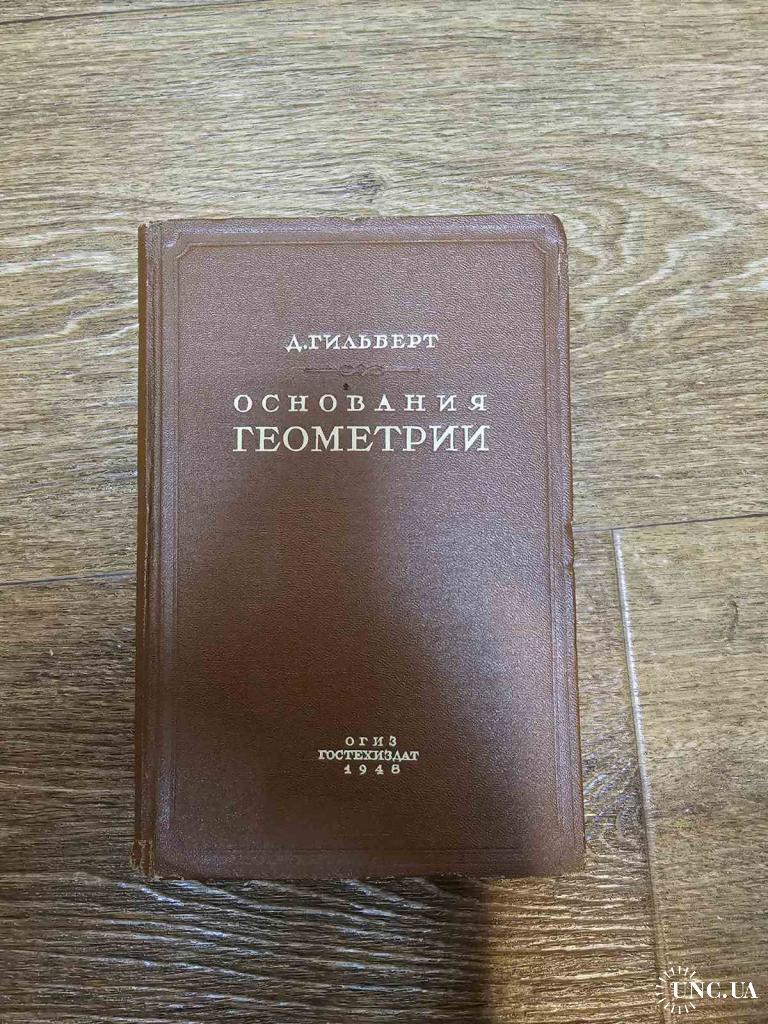 Д. ГИЛЬБЕРТ
ОСНОВАНИЯ
ГЕОМЕТРИИ
ОГИЗ
ГОСТЕХИЗДАТ
1948
UNC.UA